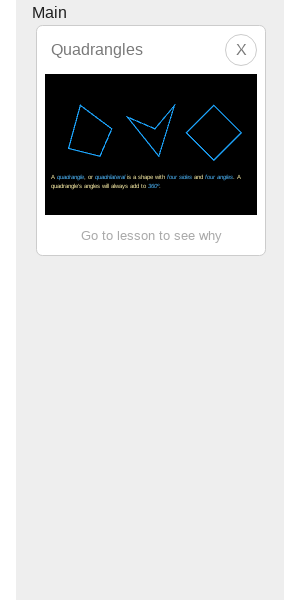 Main
Quadrangles
X
A quadrangle, or quadrilateral is a shape with four sides and four angles. A
quadrangle's angles will always add to 360°.
Go to lesson to see why